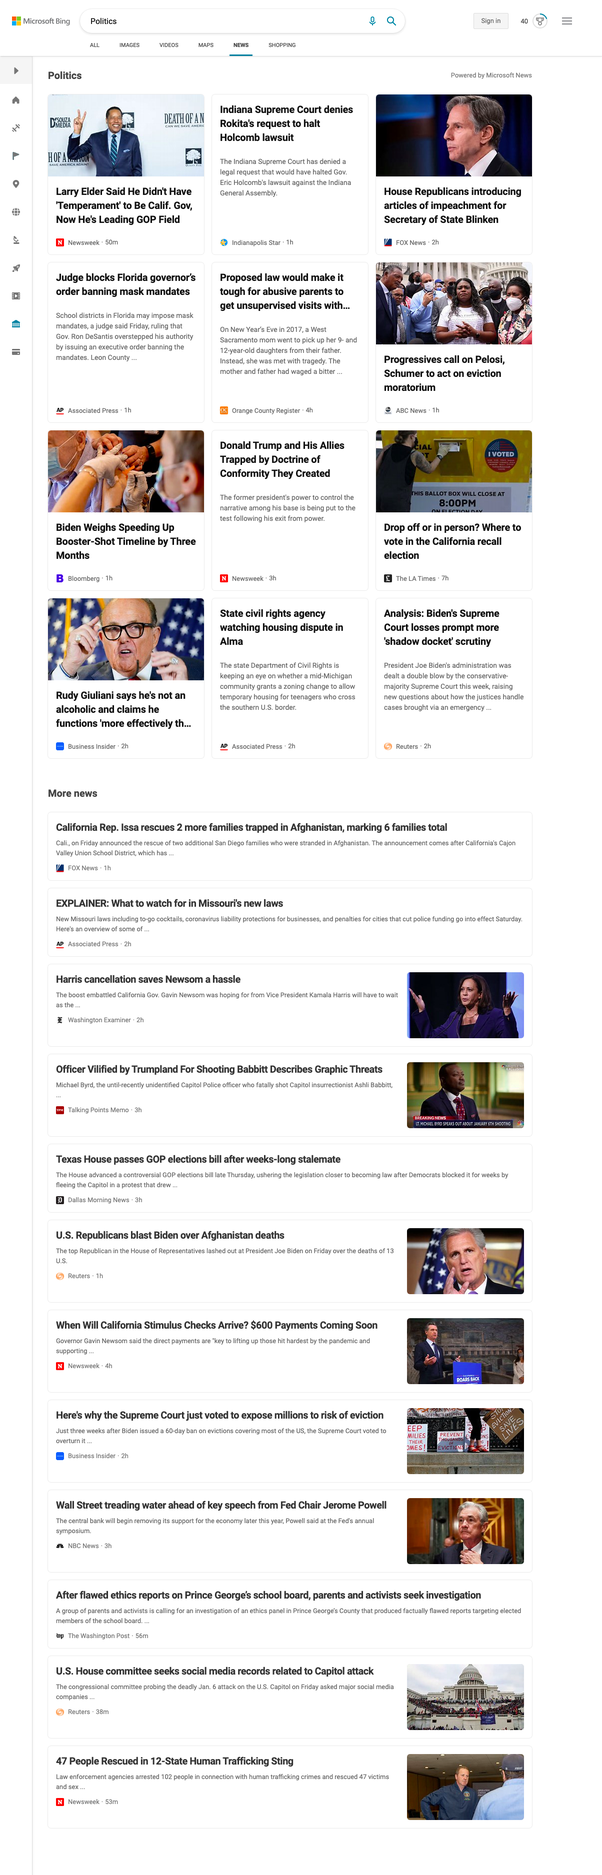 Microsoft Bing
Politics
Sign in
40
ALL IMAGES VIDEOS MAPS NEWS SHOPPING
Politics
Powered by Microsoft News
Larry Elder Said He Didn't Have
'Temperament' to Be Calif. Gov,
Now He's Leading GOP Field
Newsweek · 50m
Indiana Supreme Court denies
Rokita's request to halt
Holcomb lawsuit
The Indiana Supreme Court has denied a
legal request that would have halted Gov.
Eric Holcomb's lawsuit against the Indiana
General Assembly.
Indianapolis Star · 1h
House Republicans introducing
articles of impeachment for
Secretary of State Blinken
FOX News · 2h
Judge blocks Florida governor's
order banning mask mandates
School districts in Florida may impose mask
mandates, a judge said Friday, ruling that
Gov. Ron DeSantis overstepped his authority
by issuing an executive order banning the
mandates. Leon County ...
AP Associated Press · 1h
Proposed law would make it
tough for abusive parents to
get unsupervised visits with...
On New Year's Eve in 2017, a West
Sacramento mom went to pick up her 9- and
12-year-old daughters from their father.
Instead, she was met with tragedy. The
mother and father had waged a bitter ...
Orange County Register · 4h
Progressives call on Pelosi,
Schumer to act on eviction
moratorium
ABC News · 1h
Biden Weighs Speeding Up
Booster-Shot Timeline by Three
Months
B Bloomberg · 1h
Donald Trump and His Allies
Trapped by Doctrine of
Conformity They Created
The former president's power to control the
narrative among his base is being put to the
test following his exit from power.
N Newsweek · 3h
I VOTED
THIS BALLOT BOX WILL CLOSE AT
8:00PM
Drop off or in person? Where to
vote in the California recall
election
The LA Times · 7h
Rudy Giuliani says he's not an
alcoholic and claims he
functions 'more effectively th...
Business Insider · 2h
State civil rights agency
watching housing dispute in
Alma
The state Department of Civil Rights is
keeping an eye on whether a mid-Michigan
community grants a zoning change to allow
temporary housing for teenagers who cross
the southern U.S. border.
AP Associated Press · 2h
Analysis: Biden's Supreme
Court losses prompt more
'shadow docket' scrutiny
President Joe Biden's administration was
dealt a double blow by the conservative-
majority Supreme Court this week, raising
new questions about how the justices handle
cases brought via an emergency ...
Reuters · 2h
More news
California Rep. Issa rescues 2 more families trapped in Afghanistan, marking 6 families total
Cali., on Friday announced the rescue of two additional San Diego families who were stranded in Afghanistan. The announcement comes after California's Cajon
Valley Union School District, which has ...
FOX News · 1h
EXPLAINER: What to watch for in Missouri's new laws
New Missouri laws including to-go cocktails, coronavirus liability protections for businesses, and penalties for cities that cut police funding go into effect Saturday.
Here's an overview of some of ...
AP Associated Press · 2h
Harris cancellation saves Newsom a hassle
The boost embattled California Gov. Gavin Newsom was hoping for from Vice President Kamala Harris will have to wait
as the ...
Washington Examiner · 2h
Officer Vilified by Trumpland For Shooting Babbitt Describes Graphic Threats
Michael Byrd, the until-recently unidentified Capitol Police officer who fatally shot Capitol insurrectionist Ashli Babbitt,
...
Talking Points Memo · 3h
BREAKING NEWS
LT. MICHAEL BYRD SPEAKS OUT ABOUT JANUARY 6TH SHOOTING
Texas House passes GOP elections bill after weeks-long stalemate
The House advanced a controversial GOP elections bill late Thursday, ushering the legislation closer to becoming law after Democrats blocked it for weeks by
fleeing the Capitol in a protest that drew ...
Dallas Morning News · 3h
U.S. Republicans blast Biden over Afghanistan deaths
The top Republican in the House of Representatives lashed out at President Joe Biden on Friday over the deaths of 13
U.S.
Reuters · 1h
When Will California Stimulus Checks Arrive? $600 Payments Coming Soon
Governor Gavin Newsom said the direct payments are "key to lifting up those hit hardest by the pandemic and
supporting ...
N Newsweek · 4h
Here's why the Supreme Court just voted to expose millions to risk of eviction
Just three weeks after Biden issued a 60-day ban on evictions covering most of the US, the Supreme Court voted to
overturn it ...
Business Insider · 2h
Wall Street treading water ahead of key speech from Fed Chair Jerome Powell
The central bank will begin removing its support for the economy later this year, Powell said at the Fed's annual
symposium.
NBC News · 3h
After flawed ethics reports on Prince George's school board, parents and activists seek investigation
A group of parents and activists is calling for an investigation of an ethics panel in Prince George's County that produced factually flawed reports targeting elected
members of the school board. ...
wp The Washington Post · 56m
U.S. House committee seeks social media records related to Capitol attack
The congressional committee probing the deadly Jan. 6 attack on the U.S. Capitol on Friday asked major social media
companies ...
Reuters · 38m
47 People Rescued in 12-State Human Trafficking Sting
Law enforcement agencies arrested 102 people in connection with human trafficking crimes and rescued 47 victims
and sex ...
N Newsweek · 53m